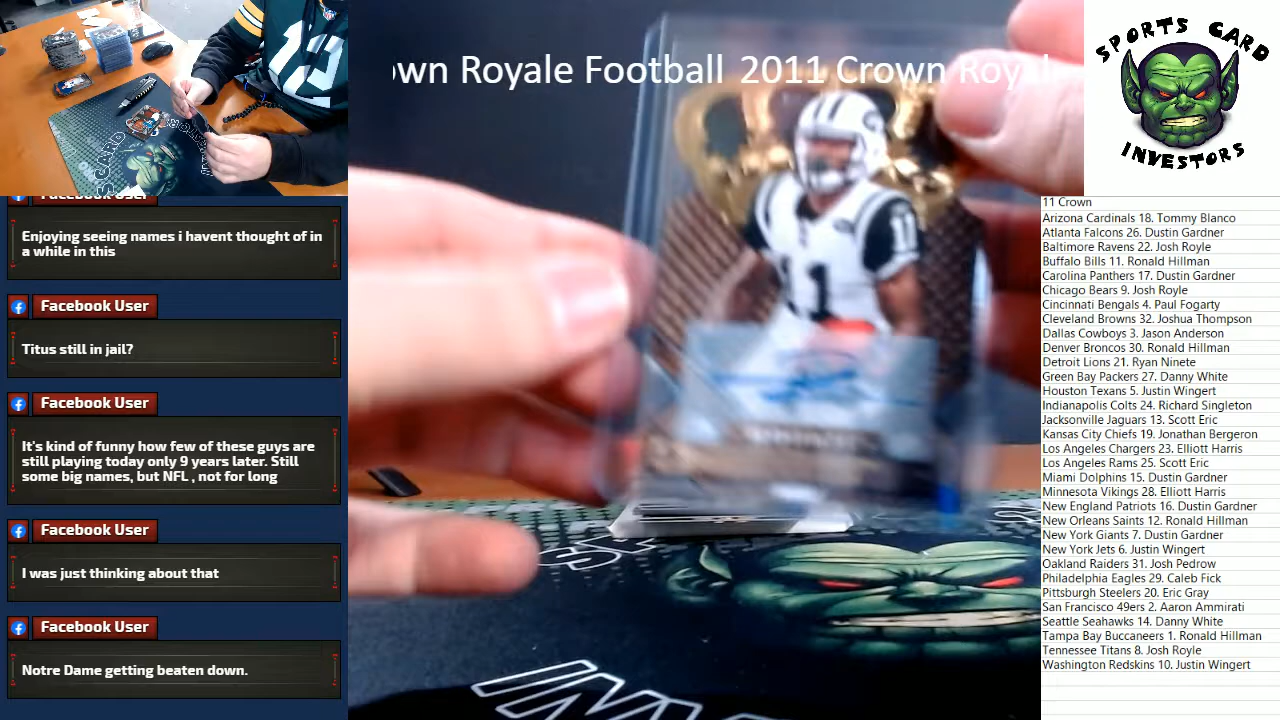 own Royale Football 2011 Crown Royal
SPORTS CARD
INVESTORS
Facebook User
Enjoying seeing names i havent thought of in
a while in this
Facebook User
Titus still in jail?
Facebook User
It's kind of funny how few of these guys are
still playing today only 9 years later. Still
some big names, but NFL , not for long
Facebook User
I was just thinking about that
Facebook User
Notre Dame getting beaten down.
11
11
11 Crown
Arizona Cardinals 18. Tommy Blanco
Atlanta Falcons 26. Dustin Gardner
Baltimore Ravens 22. Josh Royle
Buffalo Bills 11. Ronald Hillman
Carolina Panthers 17. Dustin Gardner
Chicago Bears 9. Josh Royle
Cincinnati Bengals 4. Paul Fogarty
Cleveland Browns 32. Joshua Thompson
Dallas Cowboys 3. Jason Anderson
Denver Broncos 30. Ronald Hillman
Detroit Lions 21. Ryan Ninete
Green Bay Packers 27. Danny White
Houston Texans 5. Justin Wingert
Indianapolis Colts 24. Richard Singleton
Jacksonville Jaguars 13. Scott Eric
Kansas City Chiefs 19. Jonathan Bergeron
Los Angeles Chargers 23. Elliott Harris
Los Angeles Rams 25. Scott Eric
Miami Dolphins 15. Dustin Gardner
Minnesota Vikings 28. Elliott Harris
New England Patriots 16. Dustin Gardner
New Orleans Saints 12. Ronald Hillman
New York Giants 7. Dustin Gardner
New York Jets 6. Justin Wingert
Oakland Raiders 31. Josh Pedrow
Philadelphia Eagles 29. Caleb Fick
Pittsburgh Steelers 20. Eric Gray
San Francisco 49ers 2. Aaron Ammirati
Seattle Seahawks 14. Danny White
Tampa Bay Buccaneers 1. Ronald Hillman
Tennessee Titans 8. Josh Royle
Washington Redskins 10. Justin Wingert